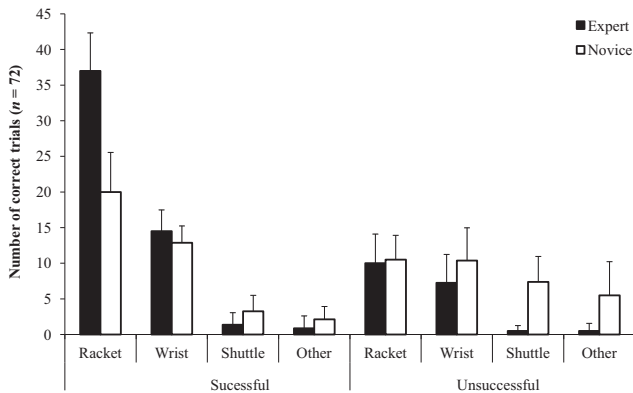 Number of correct trials (n = 72)
45
40
35
30
25
20
15
10
5
0
Expert
Novice
Racket Wrist Shuttle Other Racket Wrist Shuttle Other
Sucessful Unsuccessful